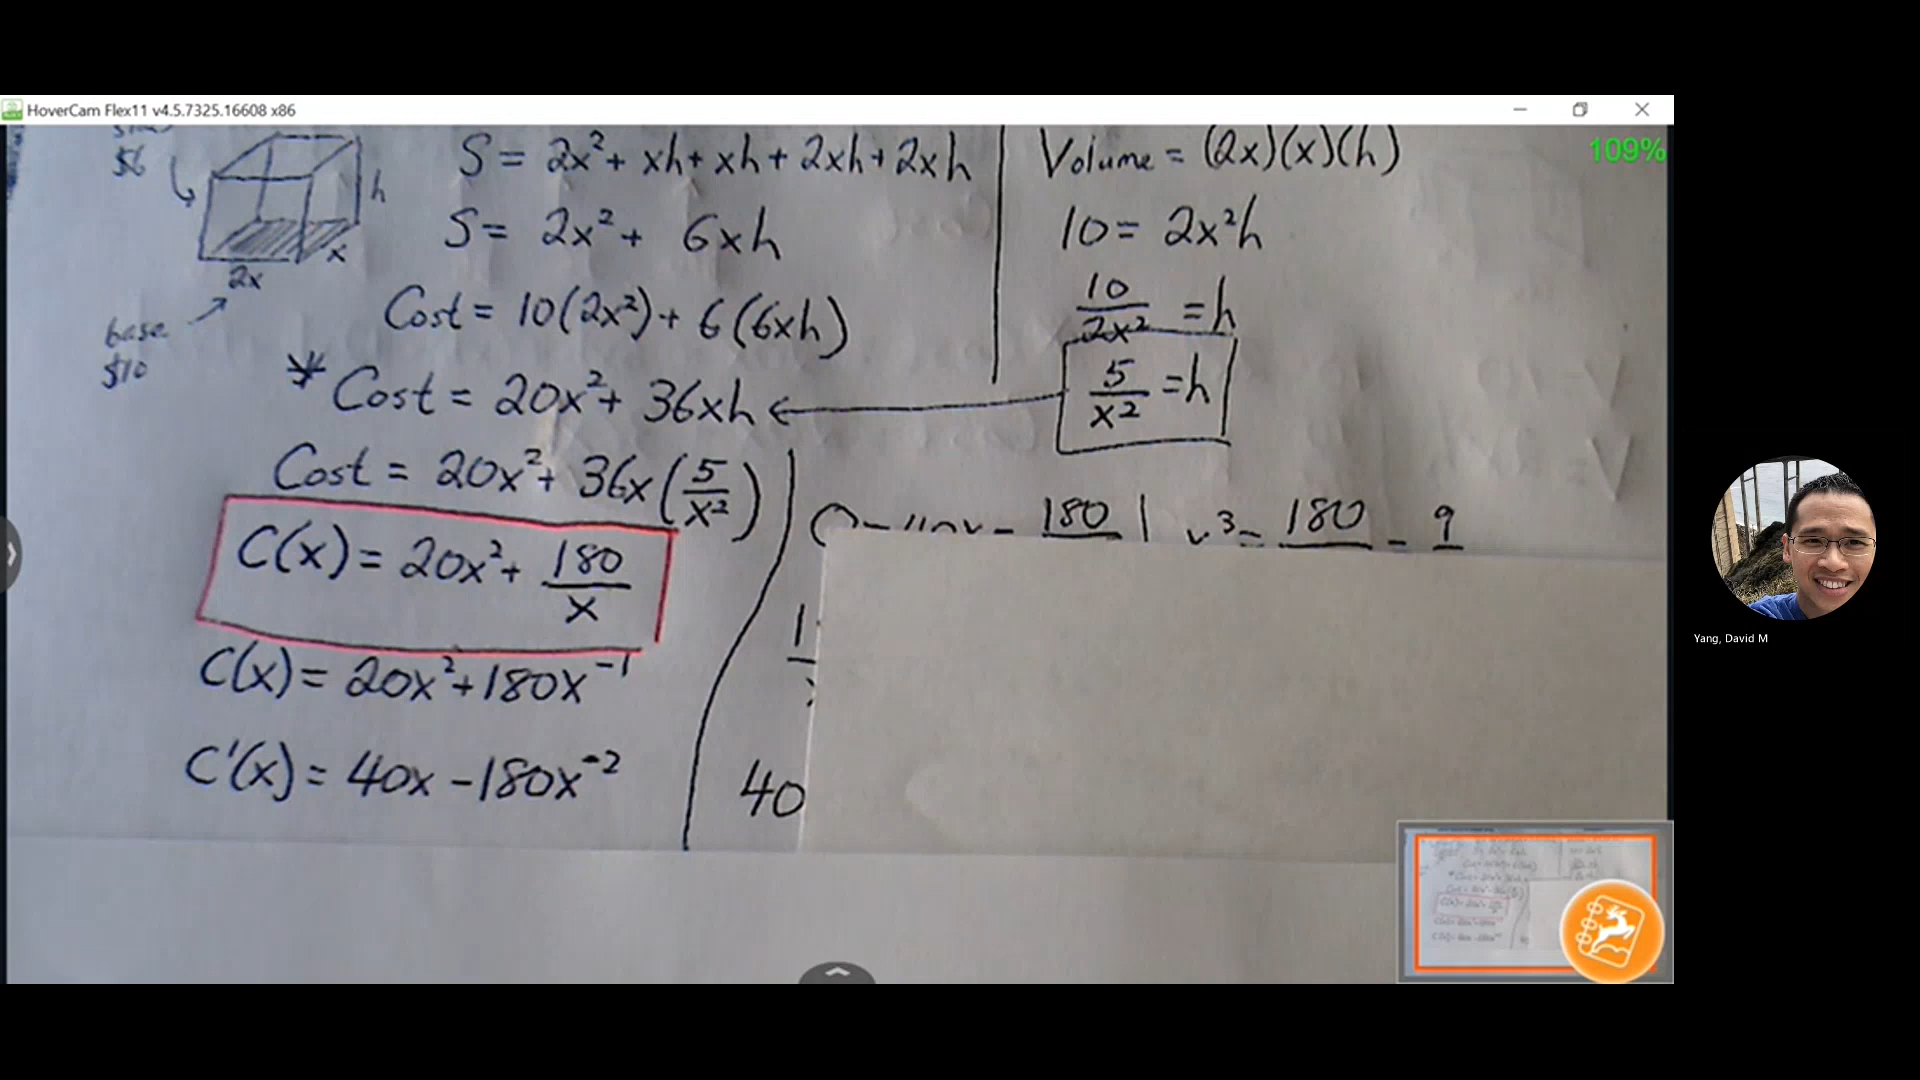 HoverCam Flex11 v4.5.7325.16608 x86
109%
$6
h
x
2x
base
$10
S = 2x² + xh + xh + 2xh + 2xh
S = 2x² + 6xh
Cost = 10(2x²) + 6(6xh)
* Cost = 20x² + 36xh
Cost = 20x² + 36x(5/x²)
C(x) = 20x² + 180/x
C(x) = 20x² + 180x⁻¹
C'(x) = 40x - 180x⁻²
Volume = (2x)(x)(h)
10 = 2x²h
10/2x² = h
5/x² = h
180
180
9
1
40
Yang, David M